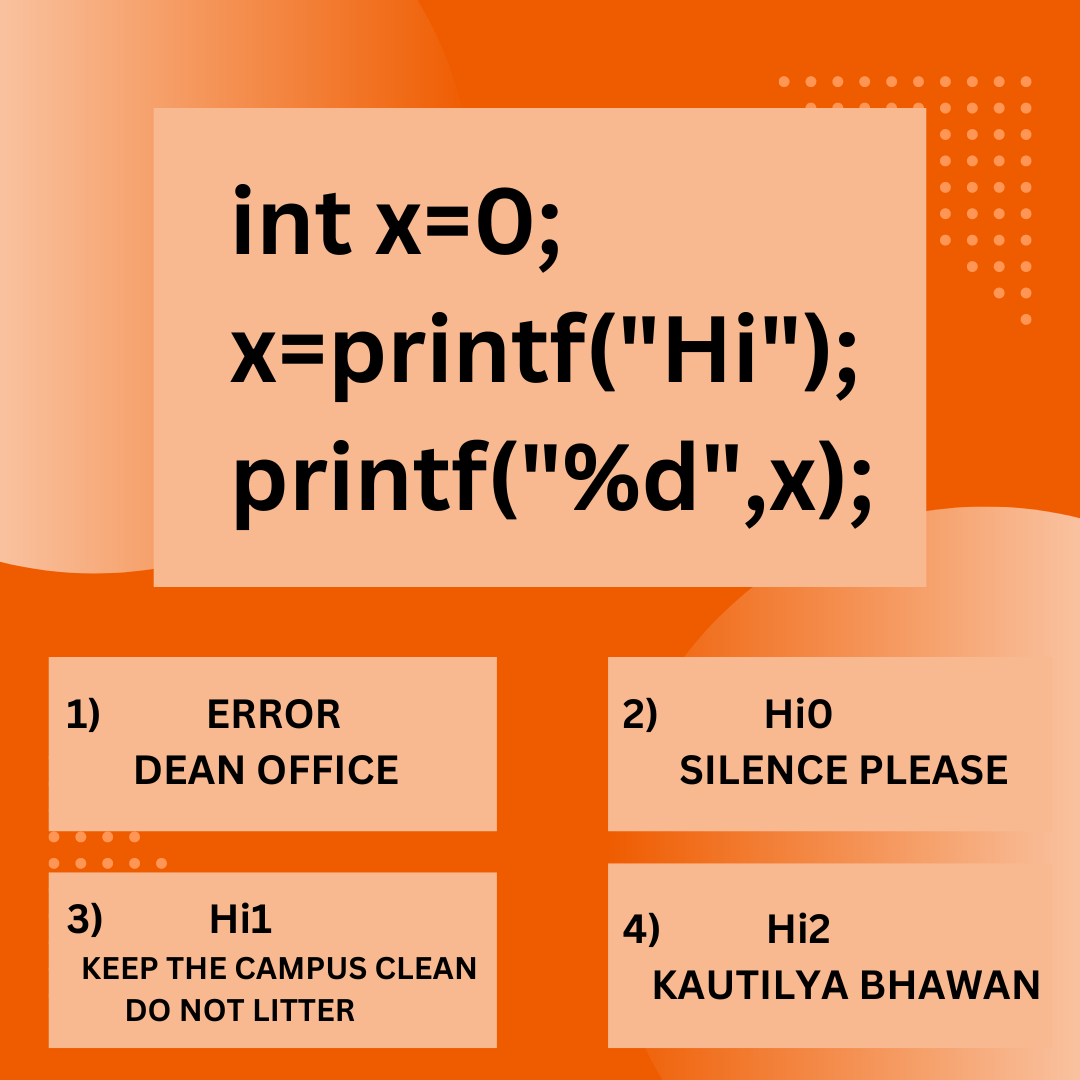 int x=0;
x=printf("Hi");
printf("%d",x);
1) ERROR
DEAN OFFICE
2) Hi0
SILENCE PLEASE
3) Hi1
KEEP THE CAMPUS CLEAN
DO NOT LITTER
4) Hi2
KAUTILYA BHAWAN